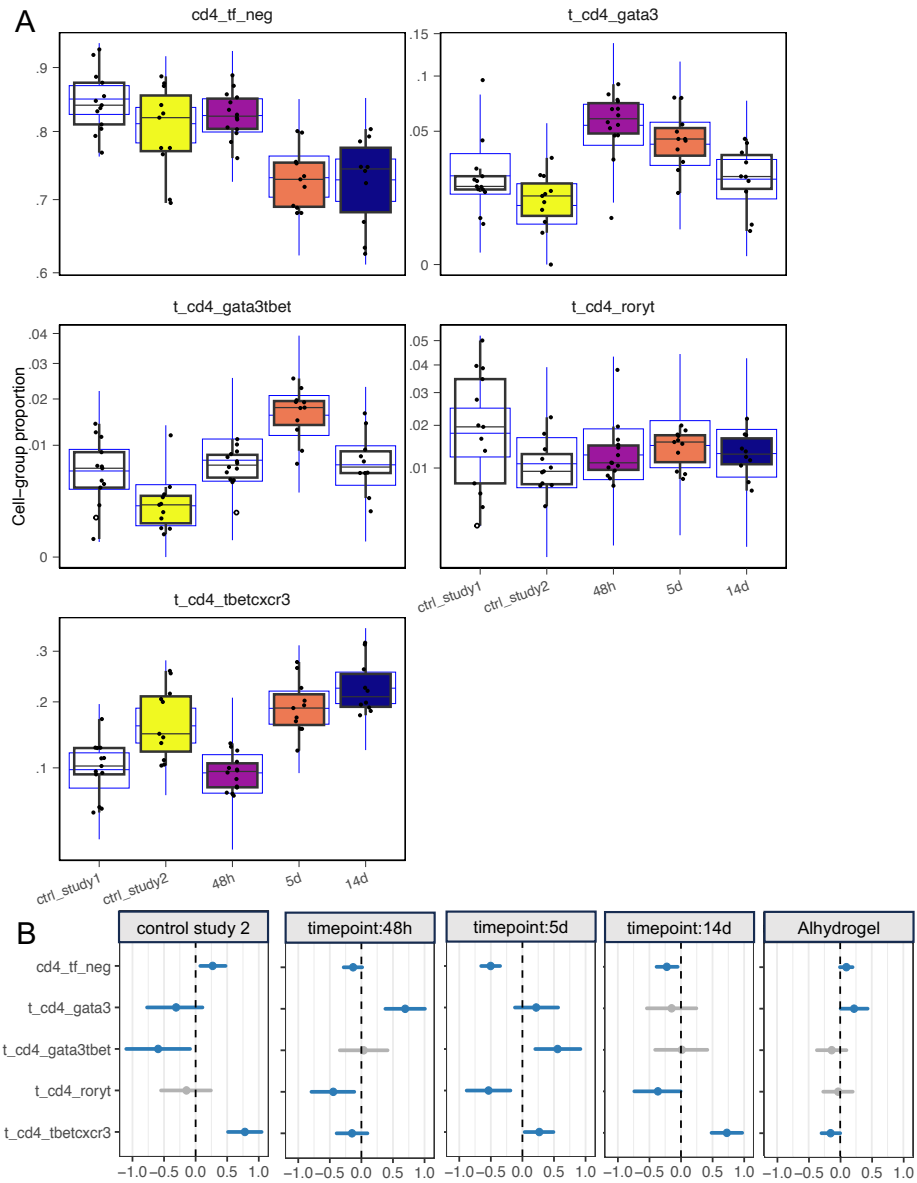 A
cd4_tf_neg
t_cd4_gata3
.9
.8
.7
.6
.15
.1
.05
0
t_cd4_gata3tbet
t_cd4_roryt
Cell-group proportion
.04
.03
.02
.01
0
.05
.04
.03
.02
.01
ctrl_study1 ctrl_study2 48h 5d 14d
t_cd4_tbetcxcr3
.3
.2
.1
ctrl_study1 ctrl_study2 48h 5d 14d
B
control study 2 timepoint:48h timepoint:5d timepoint:14d Alhydrogel
cd4_tf_neg
t_cd4_gata3
t_cd4_gata3tbet
t_cd4_roryt
t_cd4_tbetcxcr3
−1.0 −0.5 0.0 0.5 1.0 −1.0 −0.5 0.0 0.5 1.0 −1.0 −0.5 0.0 0.5 1.0 −1.0 −0.5 0.0 0.5 1.0 −1.0 −0.5 0.0 0.5 1.0